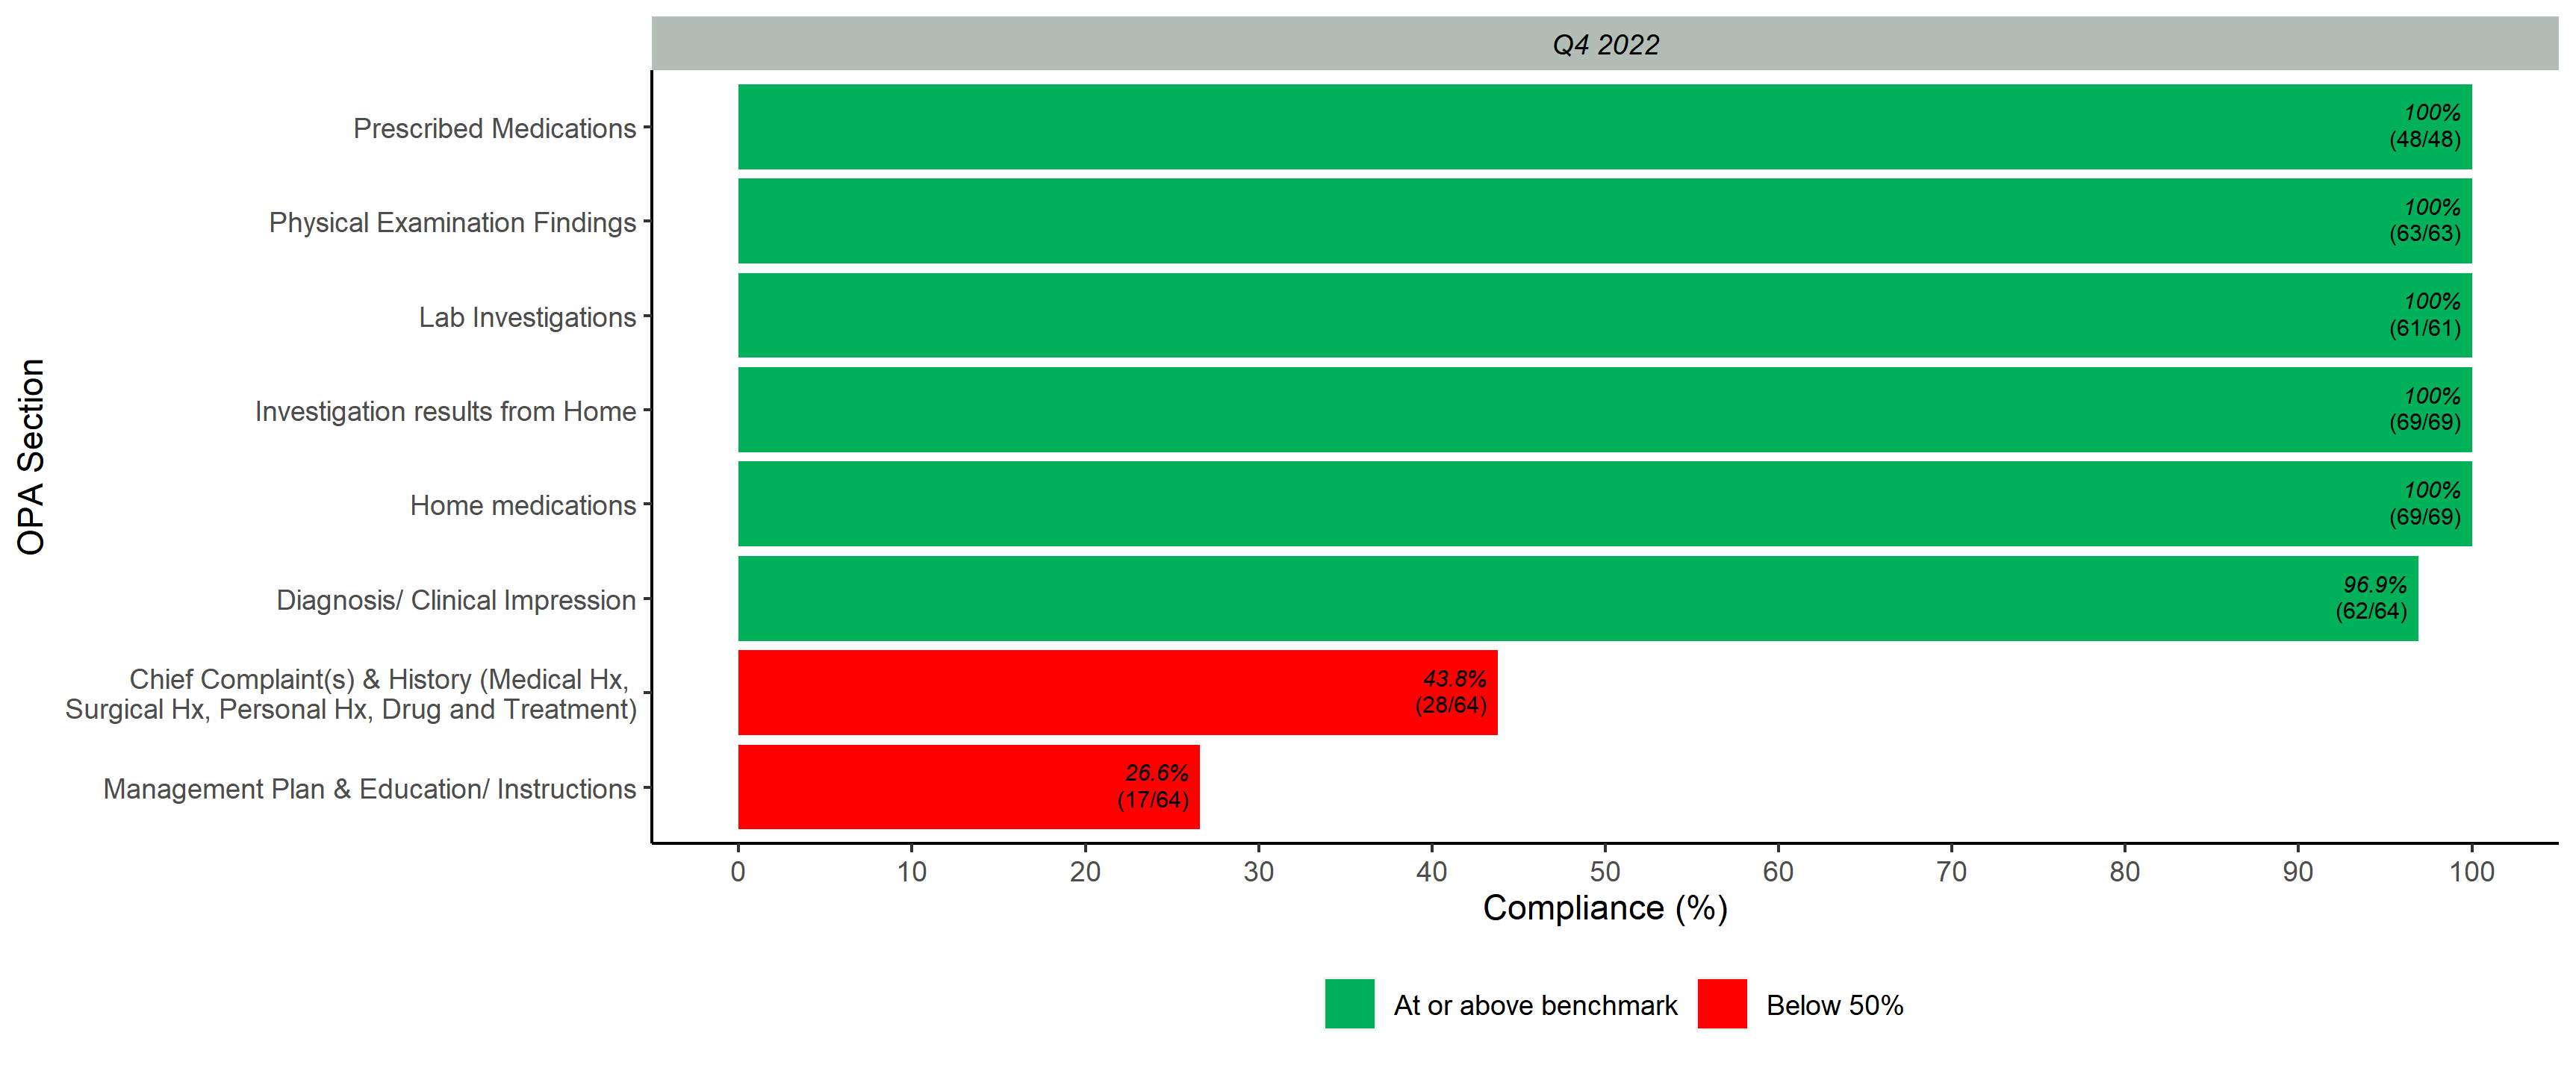 Q4 2022
OPA Section
Prescribed Medications
100%
(48/48)
Physical Examination Findings
100%
(63/63)
Lab Investigations
100%
(61/61)
Investigation results from Home
100%
(69/69)
Home medications
100%
(69/69)
Diagnosis/ Clinical Impression
96.9%
(62/64)
Chief Complaint(s) & History (Medical Hx,
Surgical Hx, Personal Hx, Drug and Treatment)
43.8%
(28/64)
Management Plan & Education/ Instructions
26.6%
(17/64)
0 10 20 30 40 50 60 70 80 90 100
Compliance (%)
At or above benchmark Below 50%